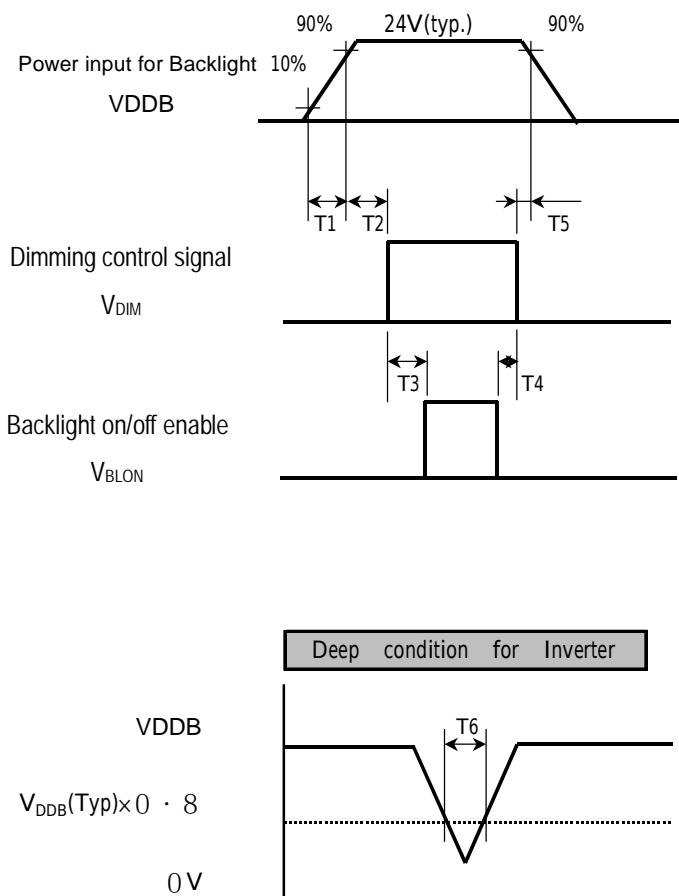 90% 24V(typ.) 90%
Power input for Backlight 10%
VDDB
T1 T2 T5
Dimming control signal
VDIM
T3 T4
Backlight on/off enable
VBLON
Deep condition for Inverter
VDDB T6
VDDB(Typ)×0・8
0V